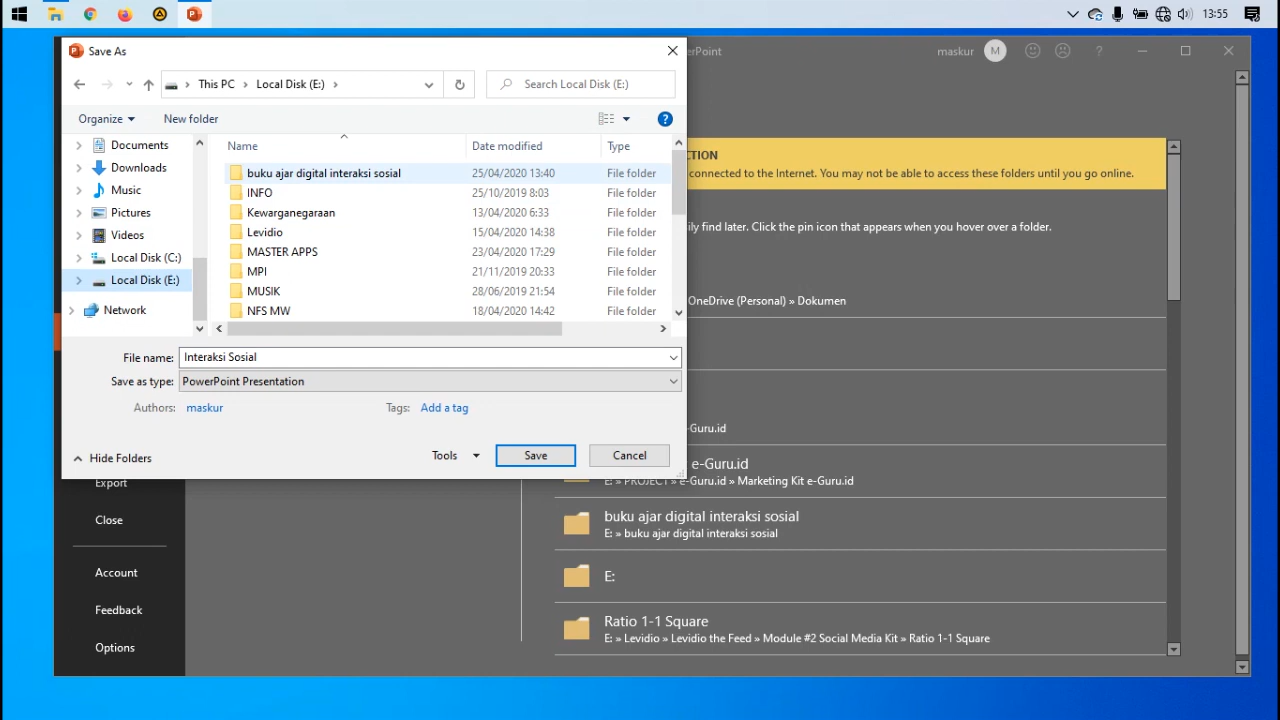 13:55
Save As
This PC
Local Disk (E:)
Search Local Disk (E:)
Organize
New folder
Documents
Downloads
Music
Pictures
Videos
Local Disk (C:)
Local Disk (E:)
Network
Name Date modified Type
buku ajar digital interaksi sosial 25/04/2020 13:40 File folder
INFO 25/10/2019 8:03 File folder
Kewarganegaraan 13/04/2020 6:33 File folder
Levidio 15/04/2020 14:38 File folder
MASTER APPS 23/04/2020 17:29 File folder
MPI 21/11/2019 20:33 File folder
MUSIK 28/06/2019 21:54 File folder
NFS MW 18/04/2020 14:42 File folder
File name: Interaksi Sosial
Save as type: PowerPoint Presentation
Authors: maskur Tags: Add a tag
Hide Folders
Tools
Save
Cancel
erPoint
maskur M
?
CTION
connected to the Internet. You may not be able to access these folders until you go online.
ily find later. Click the pin icon that appears when you hover over a folder.
OneDrive (Personal) » Dokumen
e-Guru.id
e-Guru.id
E: » PROJECT » e-Guru.id » Marketing Kit e-Guru.id
buku ajar digital interaksi sosial
E: » buku ajar digital interaksi sosial
E:
Ratio 1-1 Square
E: » Levidio » Levidio the Feed » Module #2 Social Media Kit » Ratio 1-1 Square
Export
Close
Account
Feedback
Options